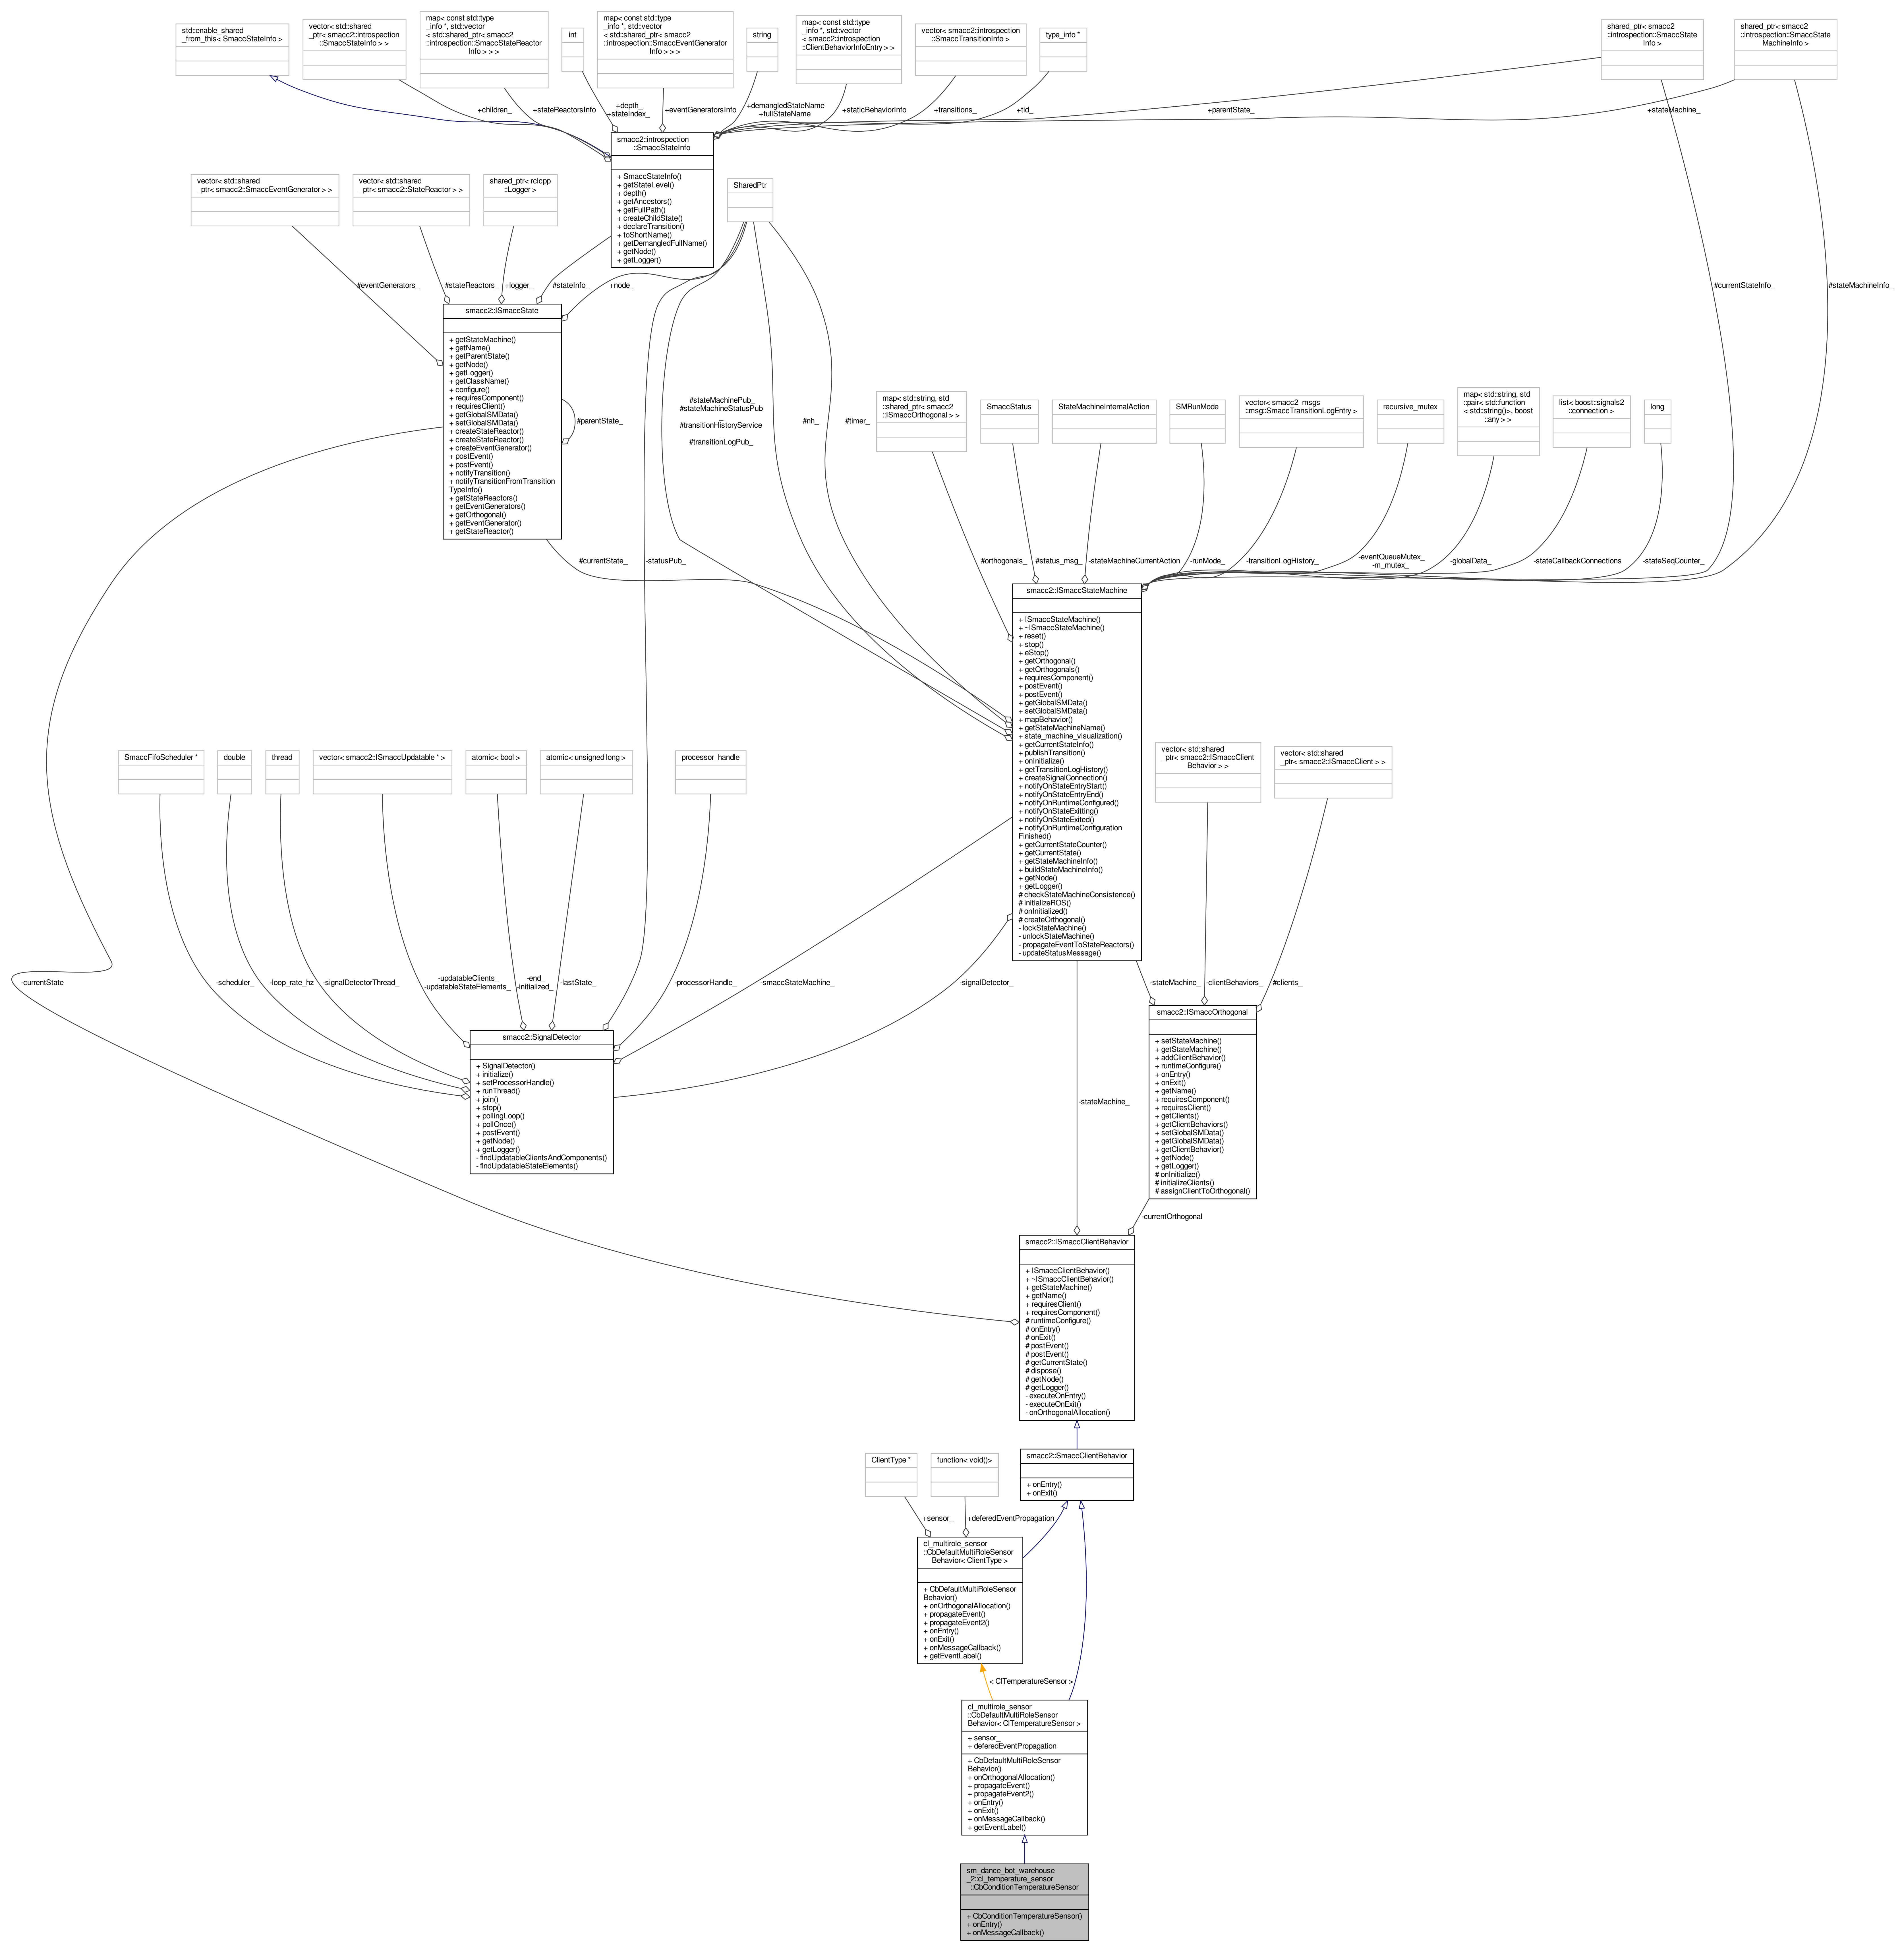 std::enable_shared
_from_this< SmaccStateInfo >
vector< std::shared
_ptr< smacc2::introspection
::SmaccStateInfo > >
map< const std::type
_info *, std::vector
< std::shared_ptr< smacc2
::introspection::SmaccStateReactor
Info > > >
int
map< const std::type
_info *, std::vector
< std::shared_ptr< smacc2
::introspection::SmaccEventGenerator
Info > > >
string
map< const std::type
_info *, std::vector
< smacc2::introspection
::ClientBehaviorInfoEntry > >
vector< smacc2::introspection
::SmaccTransitionInfo >
type_info *
shared_ptr< smacc2
::introspection::SmaccState
Info >
shared_ptr< smacc2
::introspection::SmaccState
MachineInfo >
+children_
+stateReactorsInfo
+depth_
+stateIndex_
+eventGeneratorsInfo
+demangledStateName
+fullStateName
+staticBehaviorInfo
+transitions_
+tid_
+parentState_
+stateMachine_
smacc2::introspection
::SmaccStateInfo
+ SmaccStateInfo()
+ getStateLevel()
+ depth()
+ getAncestors()
+ getFullPath()
+ createChildState()
+ declareTransition()
+ toShortName()
+ getDemangledFullName()
+ getNode()
+ getLogger()
vector< std::shared
_ptr< smacc2::SmaccEventGenerator > >
vector< std::shared
_ptr< smacc2::StateReactor > >
shared_ptr< rclcpp
::Logger >
SharedPtr
#eventGenerators_
#stateReactors_
+logger_
#stateInfo_
+node_
#currentStateInfo_
#stateMachineInfo_
smacc2::ISmaccState
+ getStateMachine()
+ getName()
+ getParentState()
+ getNode()
+ getLogger()
+ getClassName()
+ configure()
+ requiresComponent()
+ requiresClient()
+ getGlobalSMData()
+ setGlobalSMData()
+ createStateReactor()
+ createStateReactor()
+ createEventGenerator()
+ postEvent()
+ postEvent()
+ notifyTransition()
+ notifyTransitionFromTransition
TypeInfo()
+ getStateReactors()
+ getEventGenerators()
+ getOrthogonal()
+ getEventGenerator()
+ getStateReactor()
#parentState_
#stateMachinePub_
#stateMachineStatusPub
_
#transitionHistoryService
_
#transitionLogPub_
#nh_
#timer_
map< std::string, std
::shared_ptr< smacc2
::ISmaccOrthogonal > >
SmaccStatus
StateMachineInternalAction
SMRunMode
vector< smacc2_msgs
::msg::SmaccTransitionLogEntry >
recursive_mutex
map< std::string, std
::pair< std::function
< std::string()>, boost
::any > >
list< boost::signals2
::connection >
long
#currentState_
-statusPub_
#orthogonals_
#status_msg_
-stateMachineCurrentAction
-runMode_
-transitionLogHistory_
-eventQueueMutex_
-m_mutex_
-globalData_
-stateCallbackConnections
-stateSeqCounter_
smacc2::ISmaccStateMachine
+ ISmaccStateMachine()
+ ~ISmaccStateMachine()
+ reset()
+ stop()
+ eStop()
+ getOrthogonal()
+ getOrthogonals()
+ requiresComponent()
+ postEvent()
+ postEvent()
+ getGlobalSMData()
+ setGlobalSMData()
+ mapBehavior()
+ getStateMachineName()
+ state_machine_visualization()
+ getCurrentStateInfo()
+ publishTransition()
+ onInitialize()
+ getTransitionLogHistory()
+ createSignalConnection()
+ notifyOnStateEntryStart()
+ notifyOnStateEntryEnd()
+ notifyOnRuntimeConfigured()
+ notifyOnStateExitting()
+ notifyOnStateExited()
+ notifyOnRuntimeConfiguration
Finished()
+ getCurrentStateCounter()
+ getCurrentState()
+ getStateMachineInfo()
+ buildStateMachineInfo()
+ getNode()
+ getLogger()
# checkStateMachineConsistence()
# initializeROS()
# onInitialized()
# createOrthogonal()
- lockStateMachine()
- unlockStateMachine()
- propagateEventToStateReactors()
- updateStatusMessage()
SmaccFifoScheduler *
double
thread
vector< smacc2::ISmaccUpdatable * >
atomic< bool >
atomic< unsigned long >
processor_handle
vector< std::shared
_ptr< smacc2::ISmaccClient
Behavior > >
vector< std::shared
_ptr< smacc2::ISmaccClient > >
-currentState
-scheduler_
-loop_rate_hz
-signalDetectorThread_
-updatableClients_
-updatableStateElements_
-end_
-initialized_
-lastState_
-processorHandle_
-smaccStateMachine_
-signalDetector_
-stateMachine_
-clientBehaviors_
#clients_
smacc2::SignalDetector
+ SignalDetector()
+ initialize()
+ setProcessorHandle()
+ runThread()
+ join()
+ stop()
+ pollingLoop()
+ pollOnce()
+ postEvent()
+ getNode()
+ getLogger()
- findUpdatableClientsAndComponents()
- findUpdatableStateElements()
smacc2::ISmaccOrthogonal
+ setStateMachine()
+ getStateMachine()
+ addClientBehavior()
+ runtimeConfigure()
+ onEntry()
+ onExit()
+ getName()
+ requiresComponent()
+ requiresClient()
+ getClients()
+ getClientBehaviors()
+ setGlobalSMData()
+ getGlobalSMData()
+ getClientBehavior()
+ getNode()
+ getLogger()
# onInitialize()
# initializeClients()
# assignClientToOrthogonal()
-stateMachine_
-currentOrthogonal
smacc2::ISmaccClientBehavior
+ ISmaccClientBehavior()
+ ~ISmaccClientBehavior()
+ getStateMachine()
+ getName()
+ requiresClient()
+ requiresComponent()
# runtimeConfigure()
# onEntry()
# onExit()
# postEvent()
# postEvent()
# getCurrentState()
# dispose()
# getNode()
# getLogger()
- executeOnEntry()
- executeOnExit()
- onOrthogonalAllocation()
smacc2::SmaccClientBehavior
+ onEntry()
+ onExit()
ClientType *
function< void()>
+sensor_
+deferedEventPropagation
cl_multirole_sensor
::CbDefaultMultiRoleSensor
Behavior< ClientType >
+ CbDefaultMultiRoleSensor
Behavior()
+ onOrthogonalAllocation()
+ propagateEvent()
+ propagateEvent2()
+ onEntry()
+ onExit()
+ onMessageCallback()
+ getEventLabel()
< ClTemperatureSensor >
cl_multirole_sensor
::CbDefaultMultiRoleSensor
Behavior< ClTemperatureSensor >
+ sensor_
+ deferedEventPropagation
+ CbDefaultMultiRoleSensor
Behavior()
+ onOrthogonalAllocation()
+ propagateEvent()
+ propagateEvent2()
+ onEntry()
+ onExit()
+ onMessageCallback()
+ getEventLabel()
sm_dance_bot_warehouse
_2::cl_temperature_sensor
::CbConditionTemperatureSensor
+ CbConditionTemperatureSensor()
+ onEntry()
+ onMessageCallback()